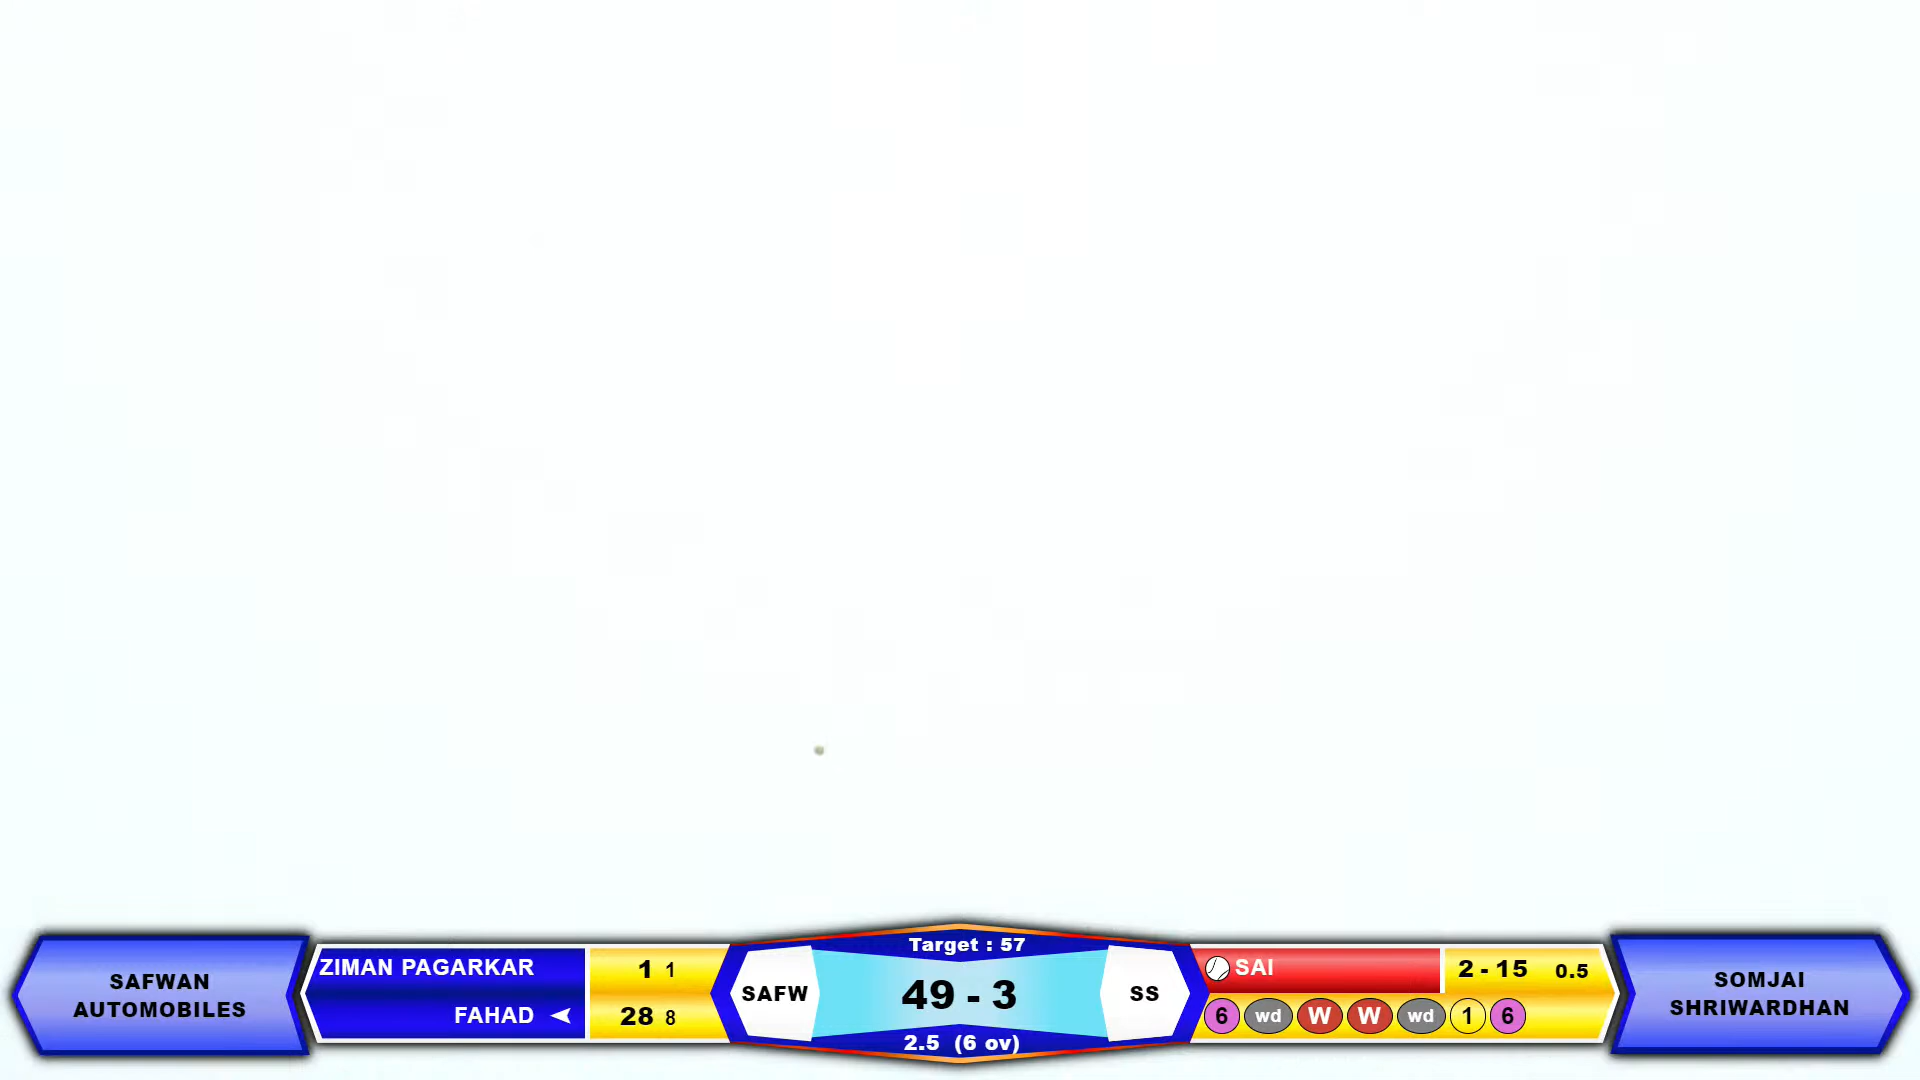 SAFWAN
AUTOMOBILES
ZIMAN PAGARKAR 1 1
FAHAD 28 8
SAFW
Target : 57
49 - 3
2.5 (6 ov)
SS
SAI 2 - 15 0.5
6 wd W W wd 1 6
SOMJAI
SHRIWARDHAN